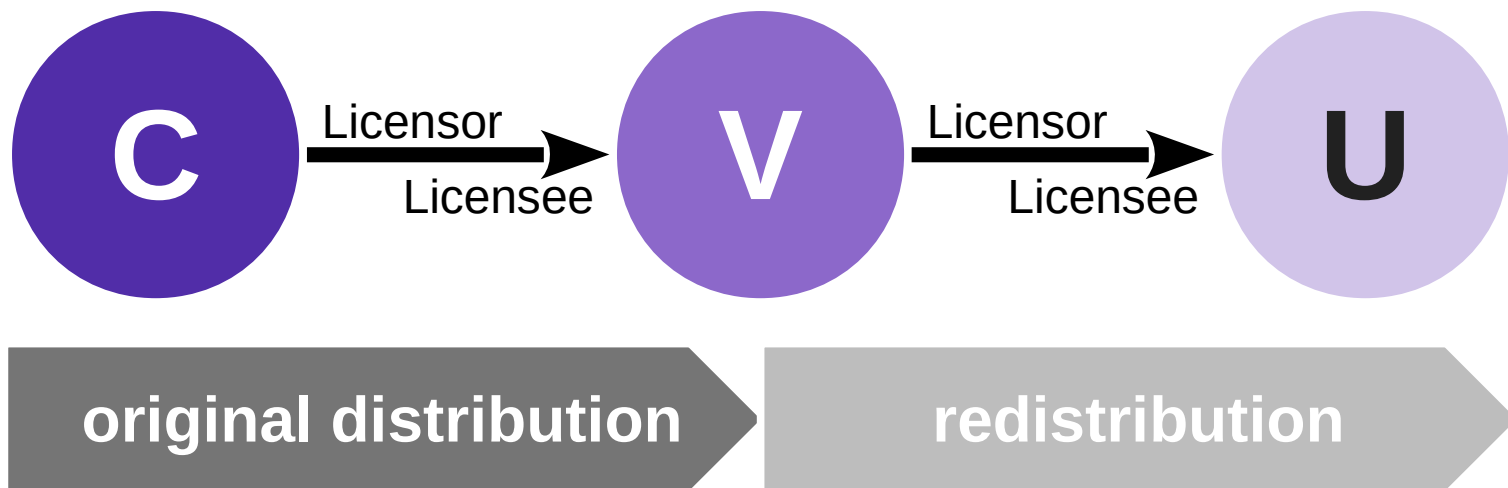 C
Licensor
Licensee
V
Licensor
Licensee
U
original distribution
redistribution